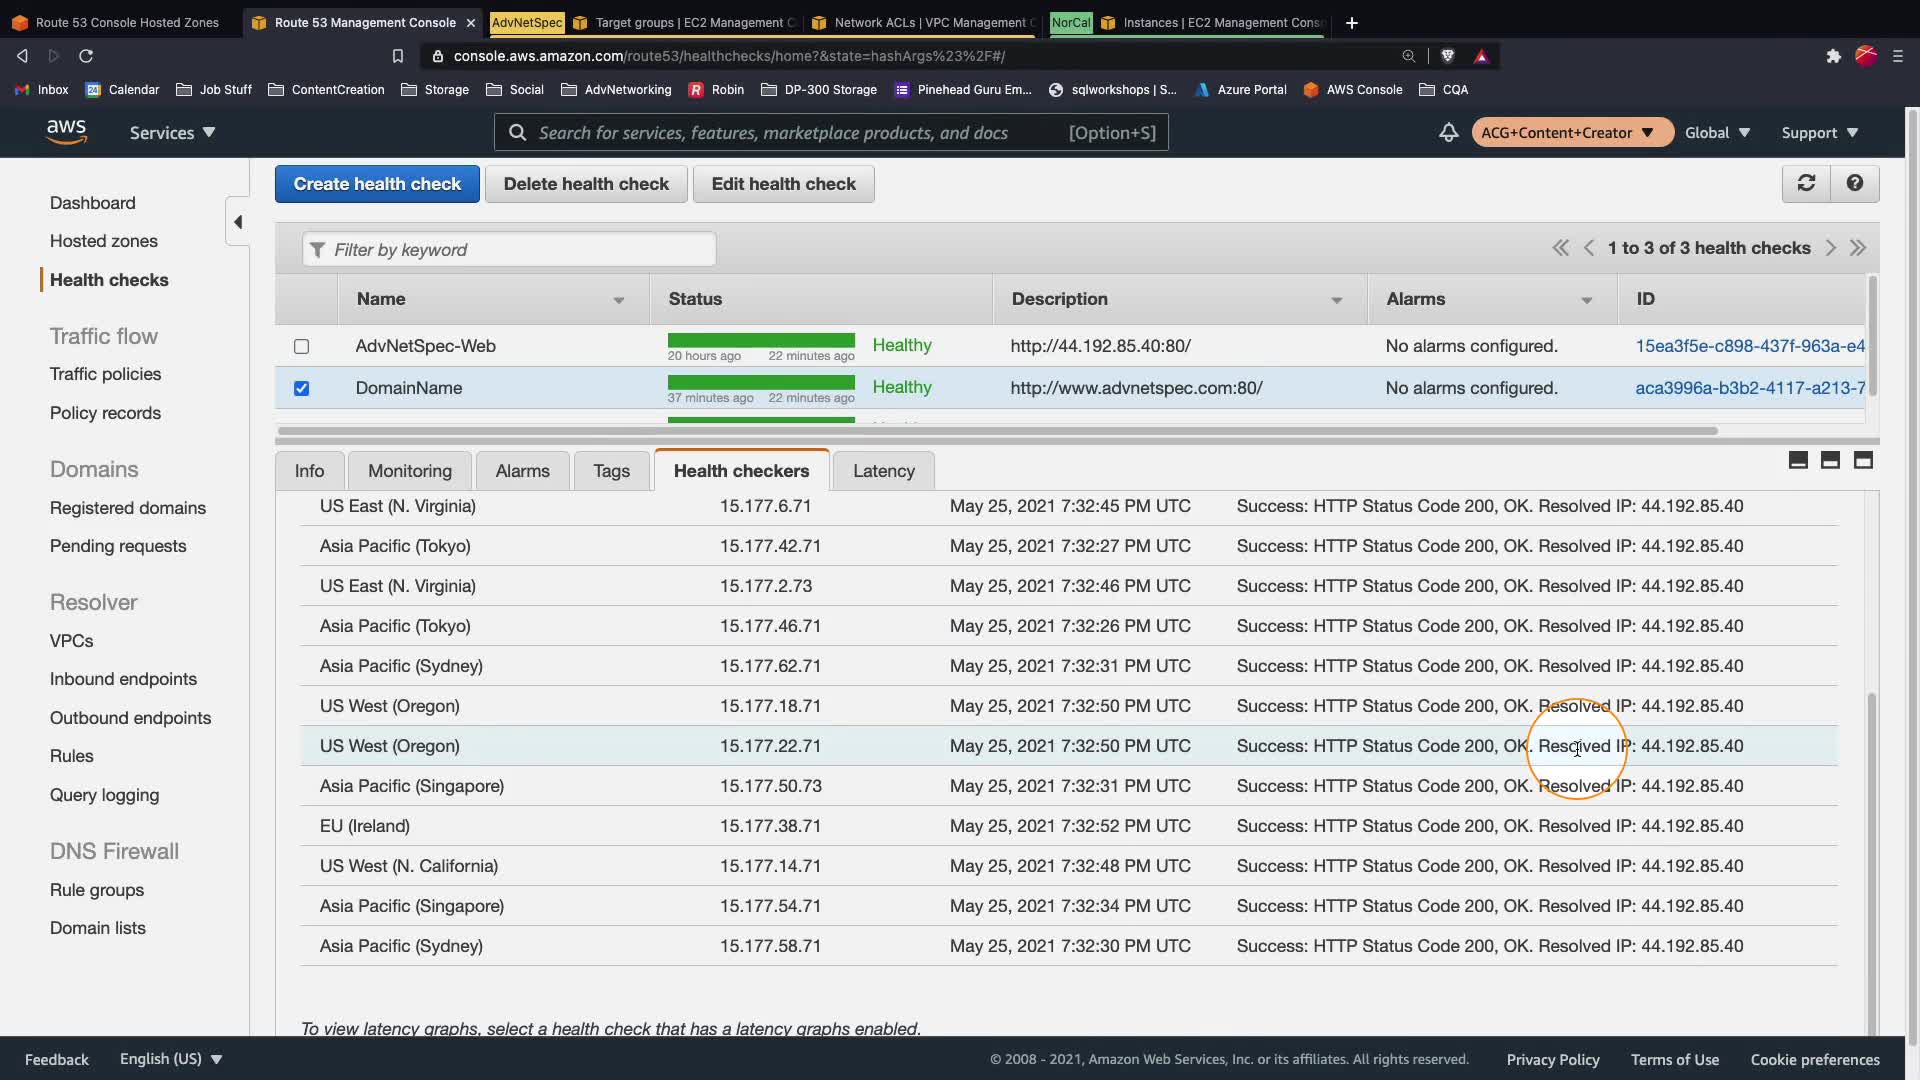 Route 53 Console Hosted Zones
Route 53 Management Console
AdvNetSpec
Target groups | EC2 Management C
Network ACLs | VPC Management C
NorCal
Instances | EC2 Management Cons
console.aws.amazon.com/route53/healthchecks/home?&state=hashArgs%23%2F#/
Inbox
Calendar
Job Stuff
ContentCreation
Storage
Social
AdvNetworking
Robin
DP-300 Storage
Pinehead Guru Em...
sqlworkshops | S...
Azure Portal
AWS Console
CQA
aws
Services
Search for services, features, marketplace products, and docs [Option+S]
ACG+Content+Creator
Global
Support
Dashboard
Hosted zones
Health checks
Traffic flow
Traffic policies
Policy records
Domains
Registered domains
Pending requests
Resolver
VPCs
Inbound endpoints
Outbound endpoints
Rules
Query logging
DNS Firewall
Rule groups
Domain lists
Create health check
Delete health check
Edit health check
Filter by keyword
1 to 3 of 3 health checks
Name Status Description Alarms ID
AdvNetSpec-Web Healthy http://44.192.85.40:80/ No alarms configured. 15ea3f5e-c898-437f-963a-e4
20 hours ago 22 minutes ago
DomainName Healthy http://www.advnetspec.com:80/ No alarms configured. aca3996a-b3b2-4117-a213-7
37 minutes ago 22 minutes ago
Info
Monitoring
Alarms
Tags
Health checkers
Latency
US East (N. Virginia) 15.177.6.71 May 25, 2021 7:32:45 PM UTC Success: HTTP Status Code 200, OK. Resolved IP: 44.192.85.40
Asia Pacific (Tokyo) 15.177.42.71 May 25, 2021 7:32:27 PM UTC Success: HTTP Status Code 200, OK. Resolved IP: 44.192.85.40
US East (N. Virginia) 15.177.2.73 May 25, 2021 7:32:46 PM UTC Success: HTTP Status Code 200, OK. Resolved IP: 44.192.85.40
Asia Pacific (Tokyo) 15.177.46.71 May 25, 2021 7:32:26 PM UTC Success: HTTP Status Code 200, OK. Resolved IP: 44.192.85.40
Asia Pacific (Sydney) 15.177.62.71 May 25, 2021 7:32:31 PM UTC Success: HTTP Status Code 200, OK. Resolved IP: 44.192.85.40
US West (Oregon) 15.177.18.71 May 25, 2021 7:32:50 PM UTC Success: HTTP Status Code 200, OK. Resolved IP: 44.192.85.40
US West (Oregon) 15.177.22.71 May 25, 2021 7:32:50 PM UTC Success: HTTP Status Code 200, OK. Resolved IP: 44.192.85.40
Asia Pacific (Singapore) 15.177.50.73 May 25, 2021 7:32:31 PM UTC Success: HTTP Status Code 200, OK. Resolved IP: 44.192.85.40
EU (Ireland) 15.177.38.71 May 25, 2021 7:32:52 PM UTC Success: HTTP Status Code 200, OK. Resolved IP: 44.192.85.40
US West (N. California) 15.177.14.71 May 25, 2021 7:32:48 PM UTC Success: HTTP Status Code 200, OK. Resolved IP: 44.192.85.40
Asia Pacific (Singapore) 15.177.54.71 May 25, 2021 7:32:34 PM UTC Success: HTTP Status Code 200, OK. Resolved IP: 44.192.85.40
Asia Pacific (Sydney) 15.177.58.71 May 25, 2021 7:32:30 PM UTC Success: HTTP Status Code 200, OK. Resolved IP: 44.192.85.40
To view latency graphs, select a health check that has a latency graphs enabled.
Feedback
English (US)
© 2008 - 2021, Amazon Web Services, Inc. or its affiliates. All rights reserved.
Privacy Policy
Terms of Use
Cookie preferences